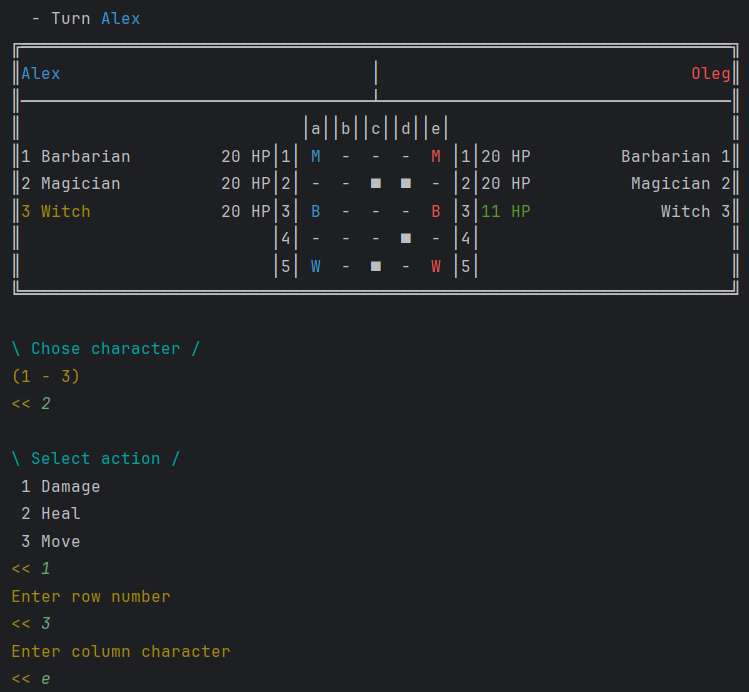 - Turn Alex
Alex │ Oleg
│a││b││c││d││e│
1 Barbarian 20 HP│1│ M - - - M │1│20 HP Barbarian 1
2 Magician 20 HP│2│ - - ■ ■ - │2│20 HP Magician 2
3 Witch 20 HP│3│ B - - - B │3│11 HP Witch 3
│4│ - - - ■ - │4│
│5│ W - ■ - W │5│
\ Chose character /
(1 - 3)
<< 2
\ Select action /
1 Damage
2 Heal
3 Move
<< 1
Enter row number
<< 3
Enter column character
<< e